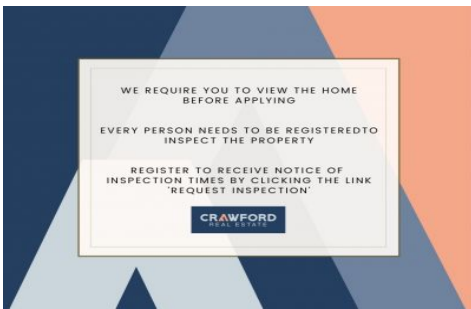 WE REQUIRE YOU TO VIEW THE HOME
BEFORE APPLYING
EVERY PERSON NEEDS TO BE REGISTEREDTO
INSPECT THE PROPERTY
REGISTER TO RECEIVE NOTICE OF
INSPECTION TIMES BY CLICKING THE LINK
'REQUEST INSPECTION'
CRAWFORD
REAL ESTATE